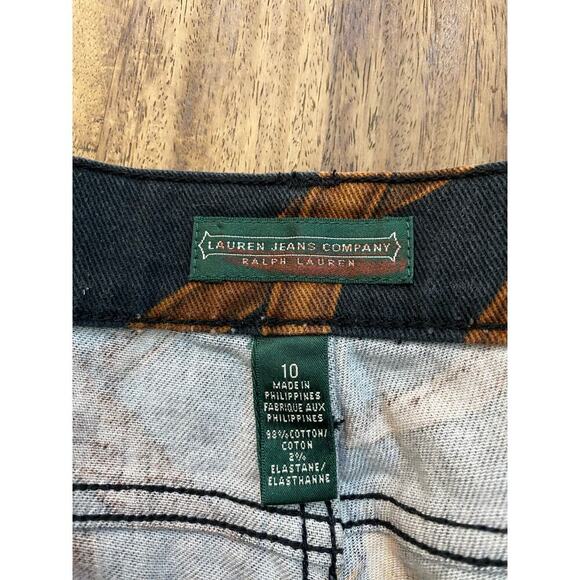 LAUREN JEANS COMPANY
RALPH LAUREN
10
MADE IN
PHILIPPINES
FABRIQUE AUX
PHILIPPINES
98% COTTON/
COTON
2%
ELASTANE/
ELASTHANNE